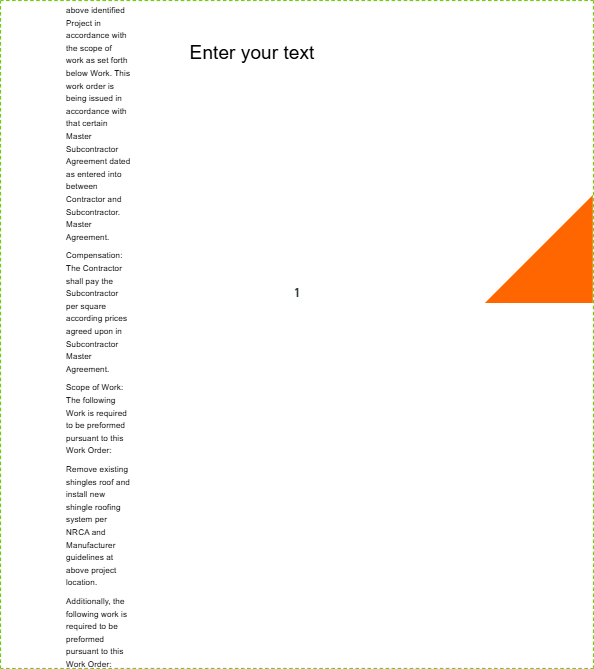 above identified
Project in
accordance with
the scope of
work as set forth
below Work. This
work order is
being issued in
accordance with
that certain
Master
Subcontractor
Agreement dated
as entered into
between
Contractor and
Subcontractor.
Master
Agreement.
Compensation:
The Contractor
shall pay the
Subcontractor
per square
according prices
agreed upon in
Subcontractor
Master
Agreement.
Scope of Work:
The following
Work is required
to be preformed
pursuant to this
Work Order:
Remove existing
shingles roof and
install new
shingle roofing
system per
NRCA and
Manufacturer
guidelines at
above project
location.
Additionally, the
following work is
required to be
preformed
pursuant to this
Work Order:
Enter your text
1